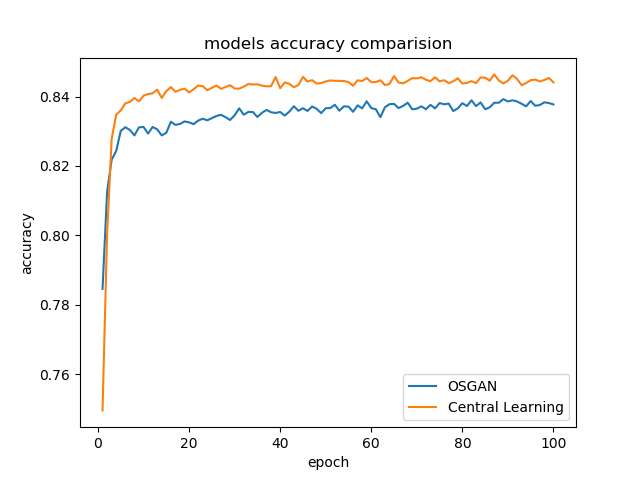 models accuracy comparision
accuracy
0.84
0.82
0.80
0.78
0.76
OSGAN
Central Learning
0 20 40 60 80 100
epoch